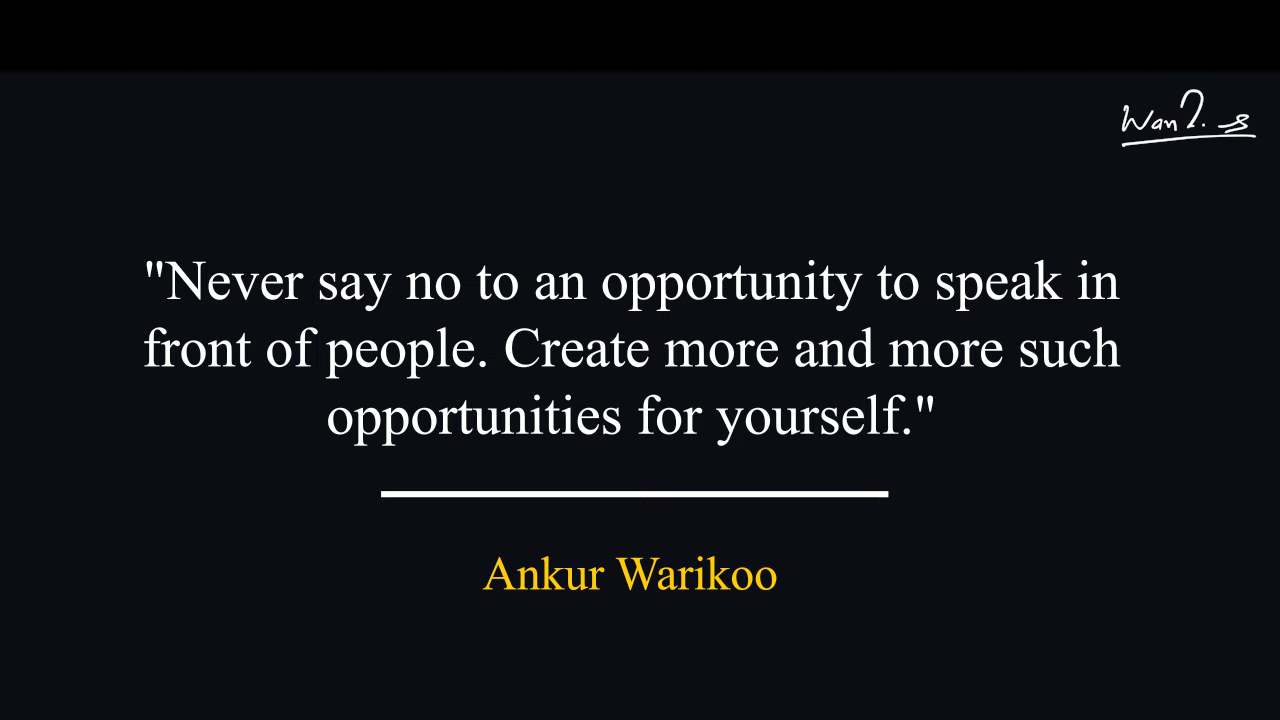 "Never say no to an opportunity to speak in
front of people. Create more and more such
opportunities for yourself."
Ankur Warikoo